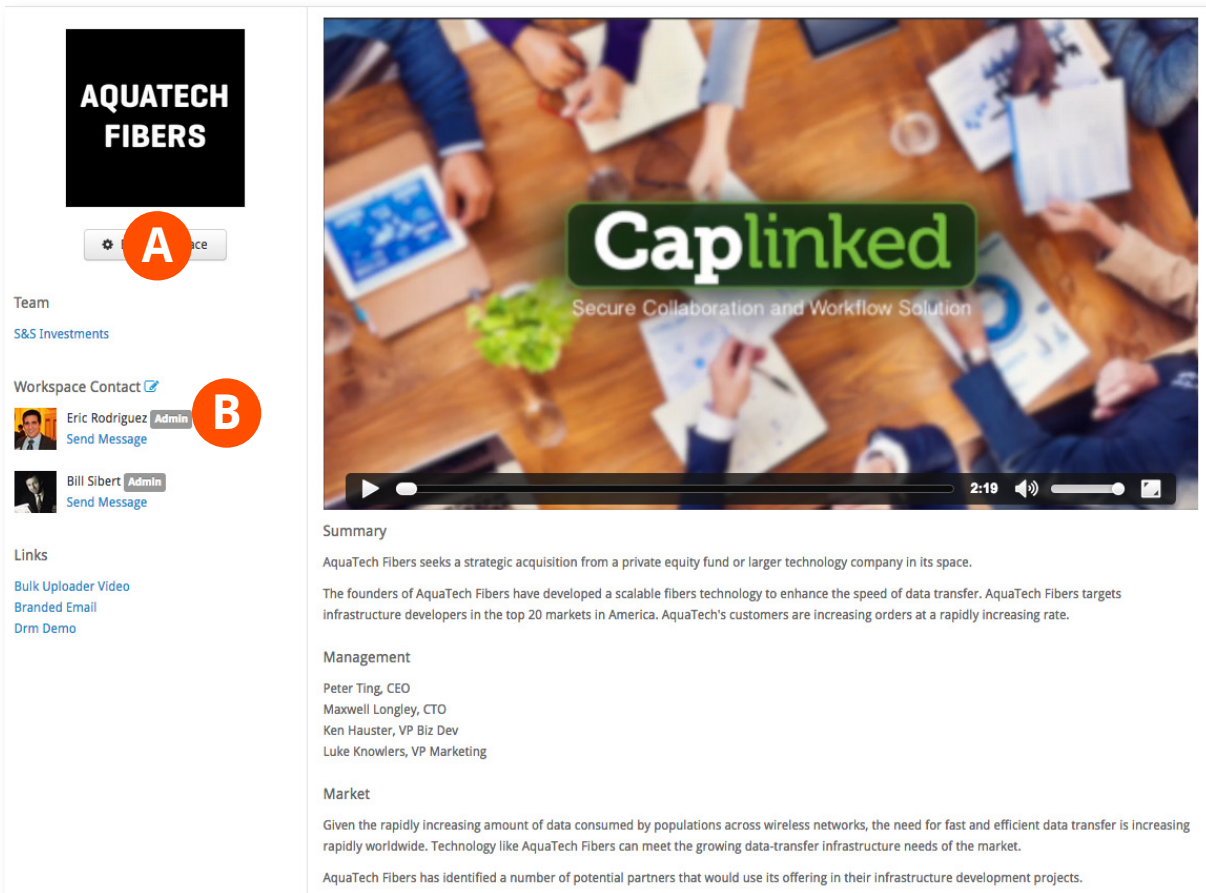 AQUATECH
FIBERS
A
Team
S&S Investments
Workspace Contact
Eric Rodriguez Admin
B
Send Message
Bill Sibert Admin
Send Message
Links
Bulk Uploader Video
Branded Email
Drm Demo
Caplinked
Secure Collaboration and Workflow Solution
2:19
Summary
AquaTech Fibers seeks a strategic acquisition from a private equity fund or larger technology company in its space.
The founders of AquaTech Fibers have developed a scalable fibers technology to enhance the speed of data transfer. AquaTech Fibers targets
infrastructure developers in the top 20 markets in America. AquaTech's customers are increasing orders at a rapidly increasing rate.
Management
Peter Ting, CEO
Maxwell Longley, CTO
Ken Hauster, VP Biz Dev
Luke Knowlers, VP Marketing
Market
Given the rapidly increasing amount of data consumed by populations across wireless networks, the need for fast and efficient data transfer is increasing
rapidly worldwide. Technology like AquaTech Fibers can meet the growing data-transfer infrastructure needs of the market.
AquaTech Fibers has identified a number of potential partners that would use its offering in their infrastructure development projects.